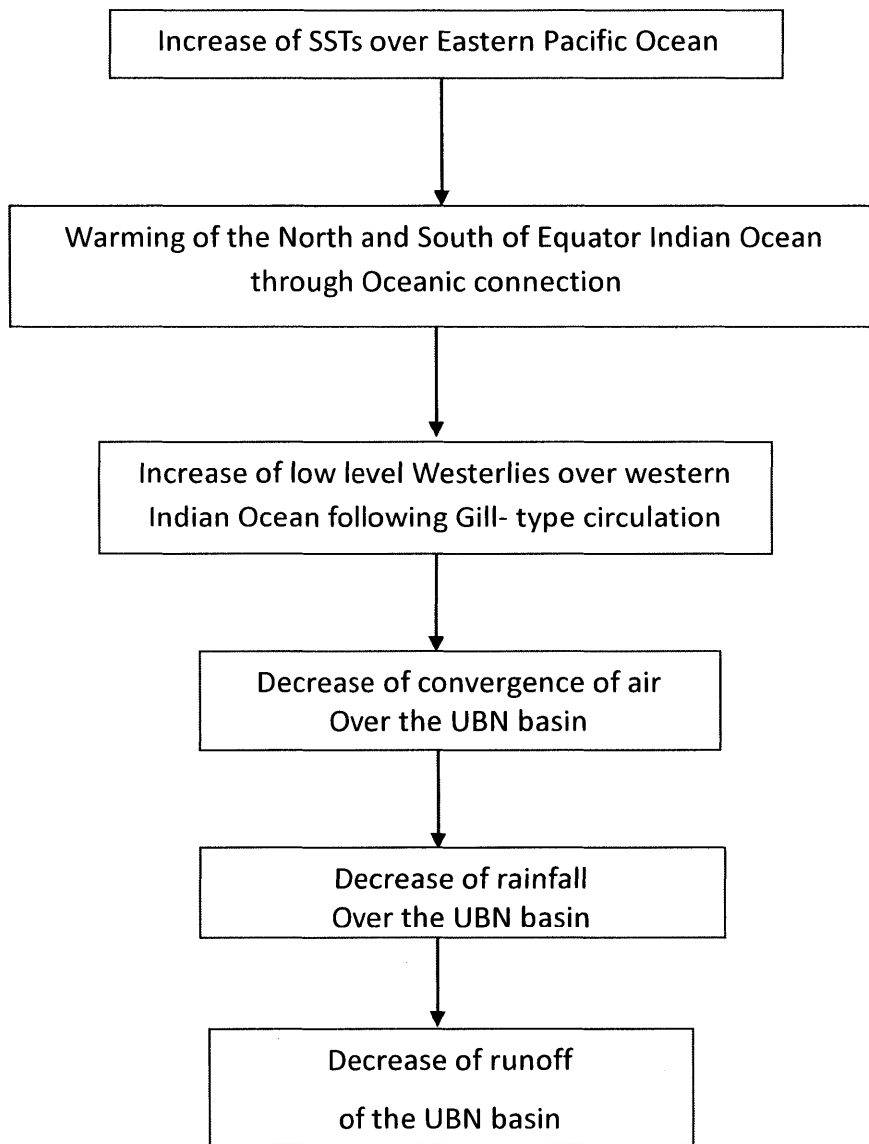 Increase of SSTs over Eastern Pacific Ocean
Warming of the North and South of Equator Indian Ocean
through Oceanic connection
Increase of low level Westerlies over western
Indian Ocean following Gill- type circulation
Decrease of convergence of air
Over the UBN basin
Decrease of rainfall
Over the UBN basin
Decrease of runoff
of the UBN basin